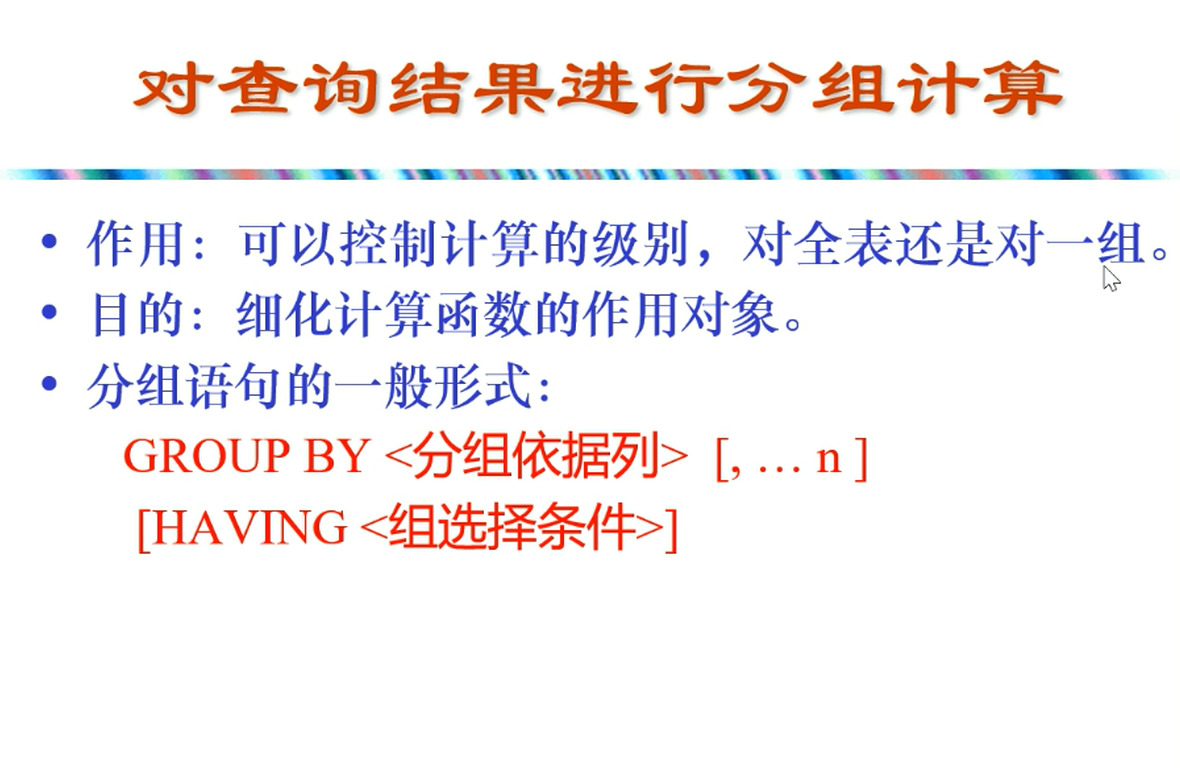 对查询结果进行分组计算
• 作用：可以控制计算的级别，对全表还是对一组。
• 目的：细化计算函数的作用对象。
• 分组语句的一般形式：
GROUP BY <分组依据列> [, … n ]
[HAVING <组选择条件>]